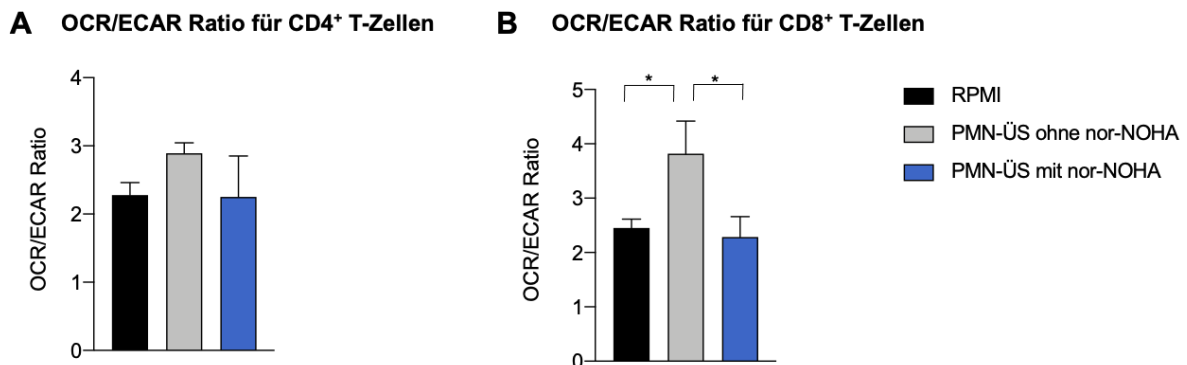 A OCR/ECAR Ratio für CD4⁺ T-Zellen
OCR/ECAR Ratio
4
3
2
1
0
B OCR/ECAR Ratio für CD8⁺ T-Zellen
OCR/ECAR Ratio
5
4
3
2
1
0
* *
RPMI
PMN-ÜS ohne nor-NOHA
PMN-ÜS mit nor-NOHA